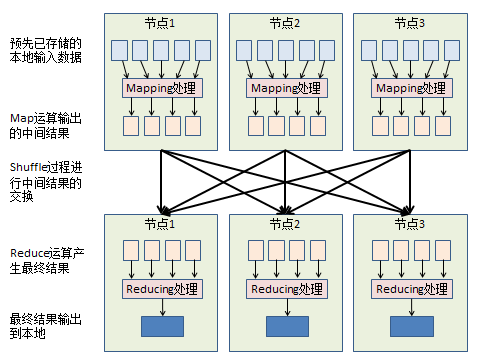 节点1
节点2
节点3
预先已存储的
本地输入数据
Mapping处理
Mapping处理
Mapping处理
Map运算输出
的中间结果
Shuffle过程进
行中间结果的
交换
节点1
节点2
节点3
Reduce运算产
生最终结果
Reducing处理
Reducing处理
Reducing处理
最终结果输出
到本地